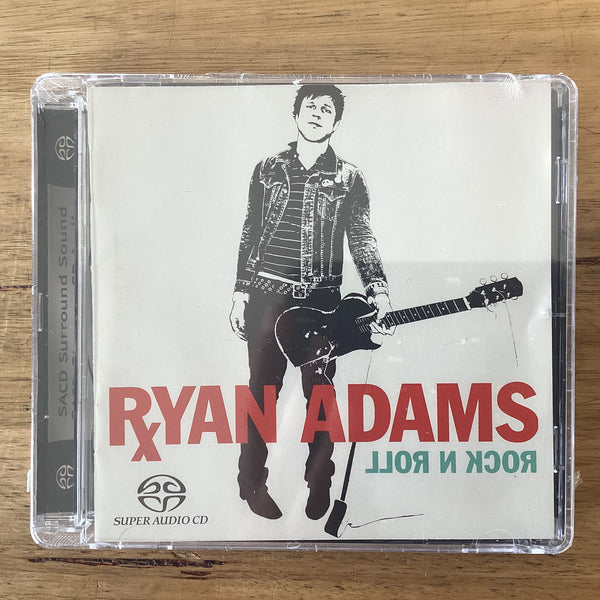 RYAN ADAMS
ROCK N ROLL
SUPER AUDIO CD
SACD Surround Sound